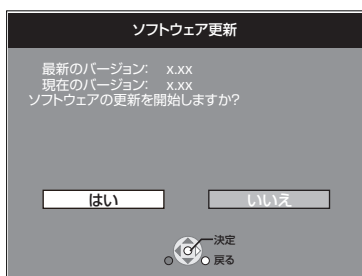 ソフトウェア更新
最新のバージョン: x.xx
現在のバージョン: x.xx
ソフトウェアの更新を開始しますか?
はい
いいえ
決定
戻る